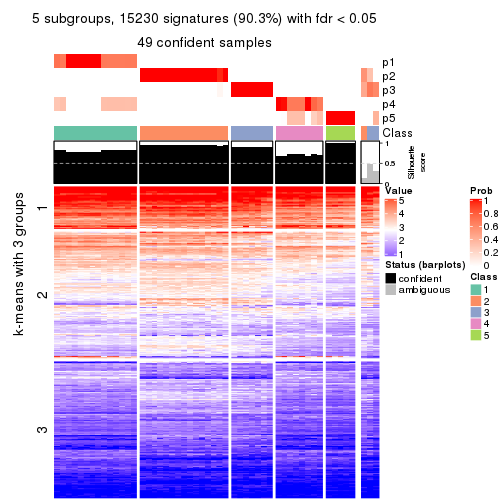 5 subgroups, 15230 signatures (90.3%) with fdr < 0.05
49 confident samples
p1
p2
p3
p4
p5
Class
1
0.5
0
Silhouette
score
k-means with 3 groups
1
2
3
Value
5
4
3
2
1
Status (barplots)
confident
ambiguous
Prob
1
0.8
0.6
0.4
0.2
0
Class
1
2
3
4
5